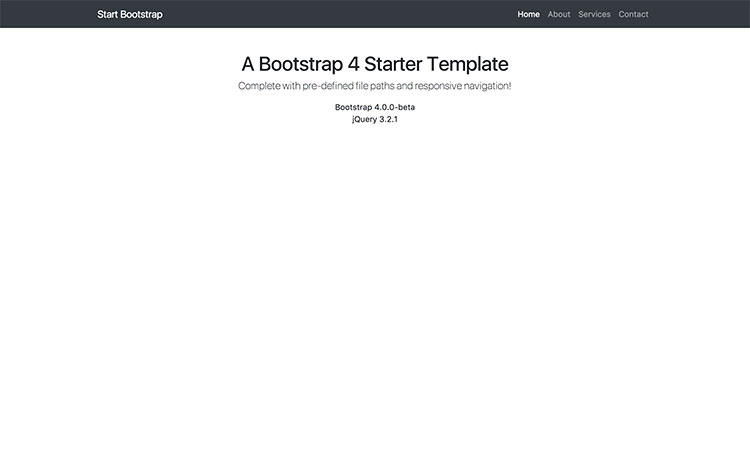 Start Bootstrap
Home About Services Contact
A Bootstrap 4 Starter Template
Complete with pre-defined file paths and responsive navigation!
Bootstrap 4.0.0-beta
jQuery 3.2.1